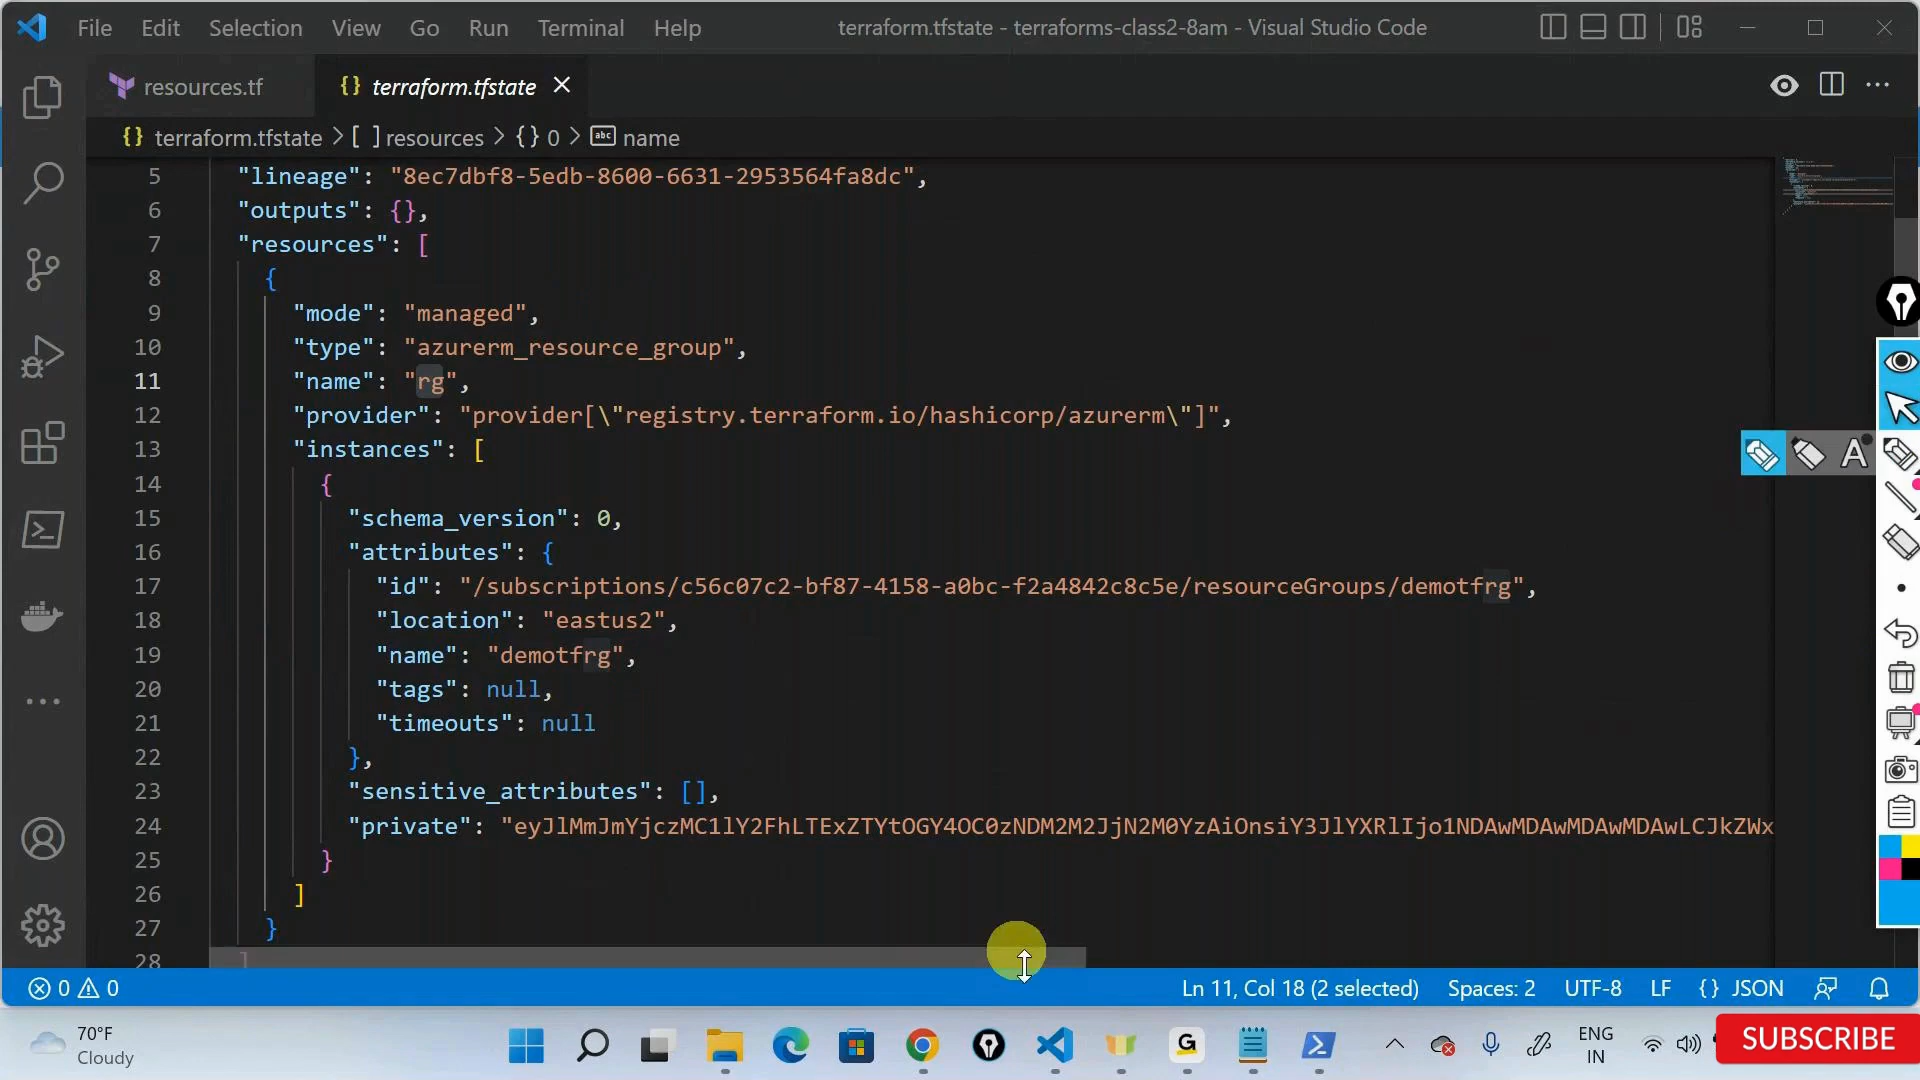 File Edit Selection View Go Run Terminal Help terraform.tfstate - terraforms-class2-8am - Visual Studio Code
resources.tf {} terraform.tfstate
{} terraform.tfstate > [ ] resources > {} 0 > abc name
5 "lineage": "8ec7dbf8-5edb-8600-6631-2953564fa8dc",
6 "outputs": {},
7 "resources": [
8 {
9 "mode": "managed",
10 "type": "azurerm_resource_group",
11 "name": "rg",
12 "provider": "provider[\"registry.terraform.io/hashicorp/azurerm\"]",
13 "instances": [
14 {
15 "schema_version": 0,
16 "attributes": {
17 "id": "/subscriptions/c56c07c2-bf87-4158-a0bc-f2a4842c8c5e/resourceGroups/demotfrg",
18 "location": "eastus2",
19 "name": "demotfrg",
20 "tags": null,
21 "timeouts": null
22 },
23 "sensitive_attributes": [],
24 "private": "eyJlMmJmYjczMC1lY2FhLTExZTYtOGY4OC0zNDM2M2JjN2M0YzAiOnsiY3JlYXRlIjo1NDAwMDAwMDAwMDAwLCJkZWx
25 }
26 ]
27 }
28 ]
A
0 0 Ln 11, Col 18 (2 selected) Spaces: 2 UTF-8 LF {} JSON
70°F
Cloudy
G
ENG
IN
SUBSCRIBE